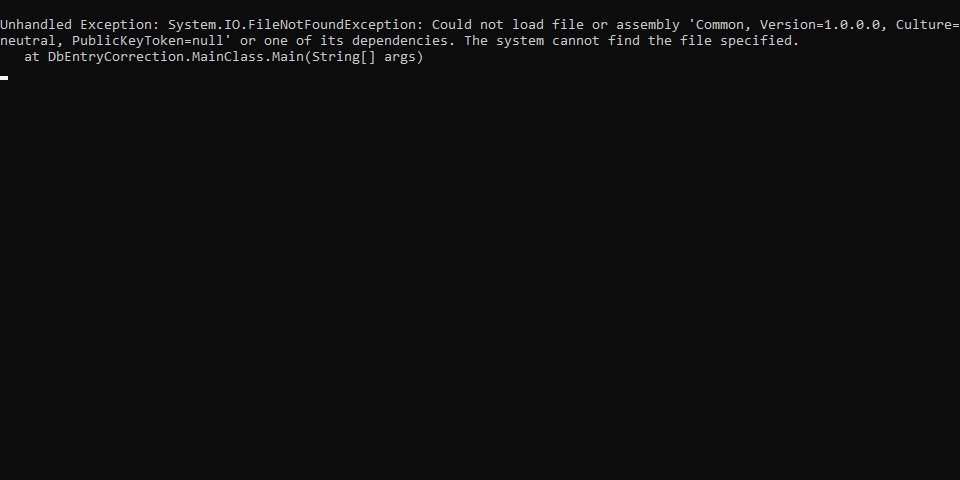 Unhandled Exception: System.IO.FileNotFoundException: Could not load file or assembly 'Common, Version=1.0.0.0, Culture=
neutral, PublicKeyToken=null' or one of its dependencies. The system cannot find the file specified.
   at DbEntryCorrection.MainClass.Main(String[] args)